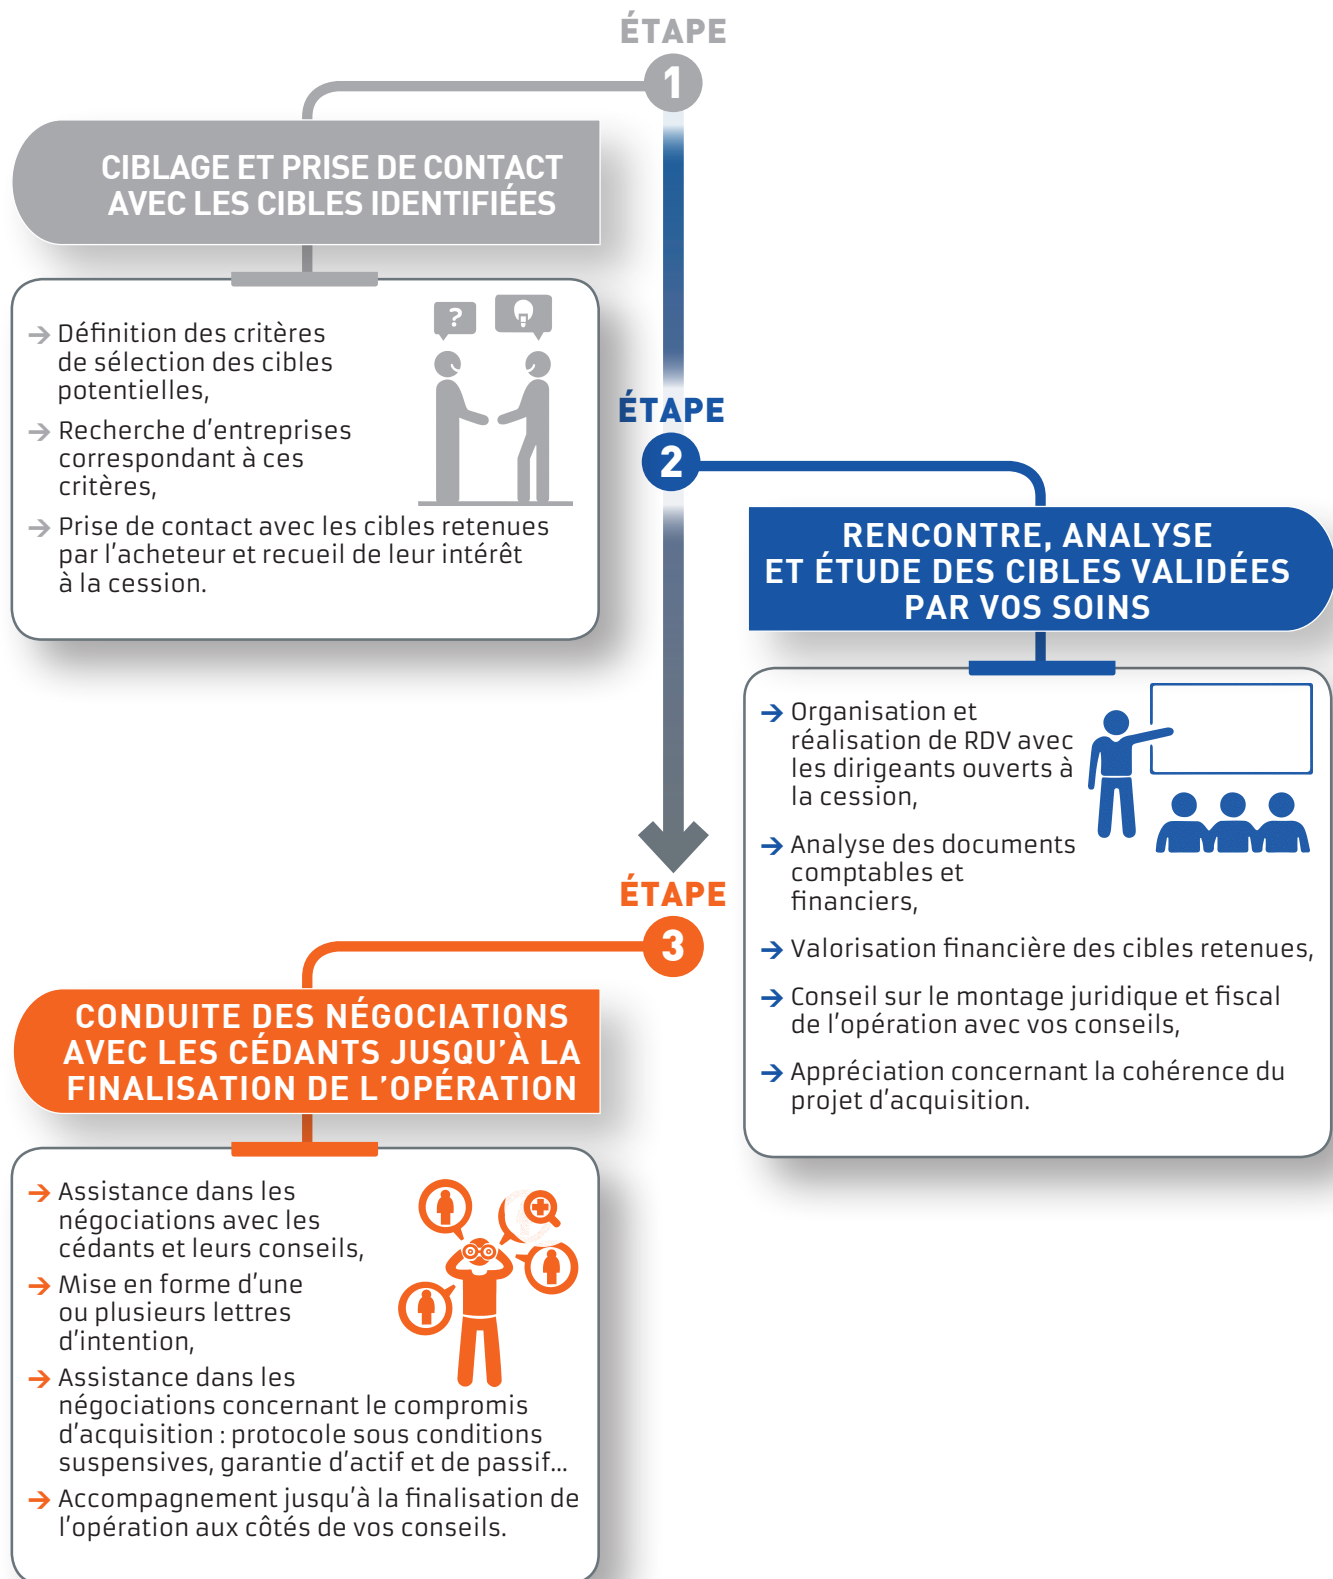 ÉTAPE
1
CIBLAGE ET PRISE DE CONTACT
AVEC LES CIBLES IDENTIFIÉES
→ Définition des critères
de sélection des cibles
potentielles,
→ Recherche d'entreprises
correspondant à ces
critères,
→ Prise de contact avec les cibles retenues
par l'acheteur et recueil de leur intérêt
à la cession.
?
ÉTAPE
2
RENCONTRE, ANALYSE
ET ÉTUDE DES CIBLES VALIDÉES
PAR VOS SOINS
→ Organisation et
réalisation de RDV avec
les dirigeants ouverts à
la cession,
→ Analyse des documents
comptables et
financiers,
→ Valorisation financière des cibles retenues,
→ Conseil sur le montage juridique et fiscal
de l'opération avec vos conseils,
→ Appréciation concernant la cohérence du
projet d'acquisition.
ÉTAPE
3
CONDUITE DES NÉGOCIATIONS
AVEC LES CÉDANTS JUSQU'À LA
FINALISATION DE L'OPÉRATION
→ Assistance dans les
négociations avec les
cédants et leurs conseils,
→ Mise en forme d'une
ou plusieurs lettres
d'intention,
→ Assistance dans les
négociations concernant le compromis
d'acquisition : protocole sous conditions
suspensives, garantie d'actif et de passif...
→ Accompagnement jusqu'à la finalisation de
l'opération aux côtés de vos conseils.